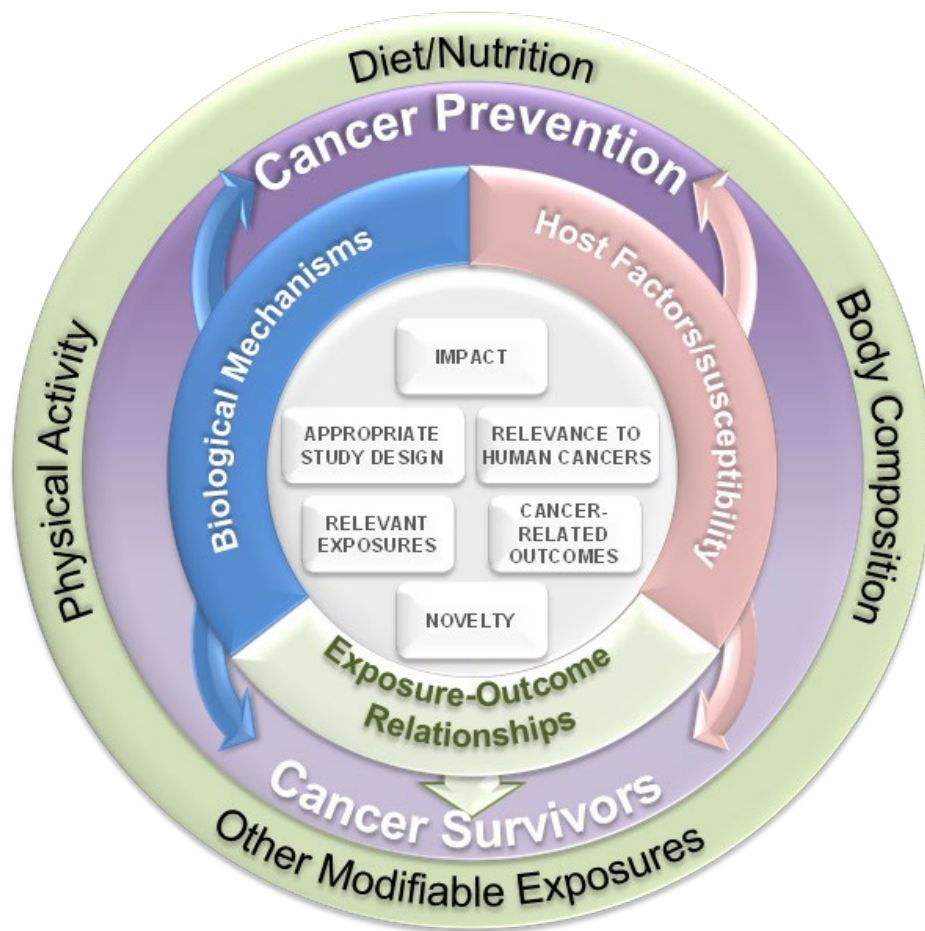 Diet/Nutrition
Cancer Prevention
Biological Mechanisms
Host Factors/susceptibility
Physical Activity
Body Composition
IMPACT
APPROPRIATE
STUDY DESIGN
RELEVANCE TO
HUMAN CANCERS
RELEVANT
EXPOSURES
CANCER-
RELATED
OUTCOMES
NOVELTY
Exposure-Outcome
Relationships
Cancer Survivors
Other Modifiable Exposures